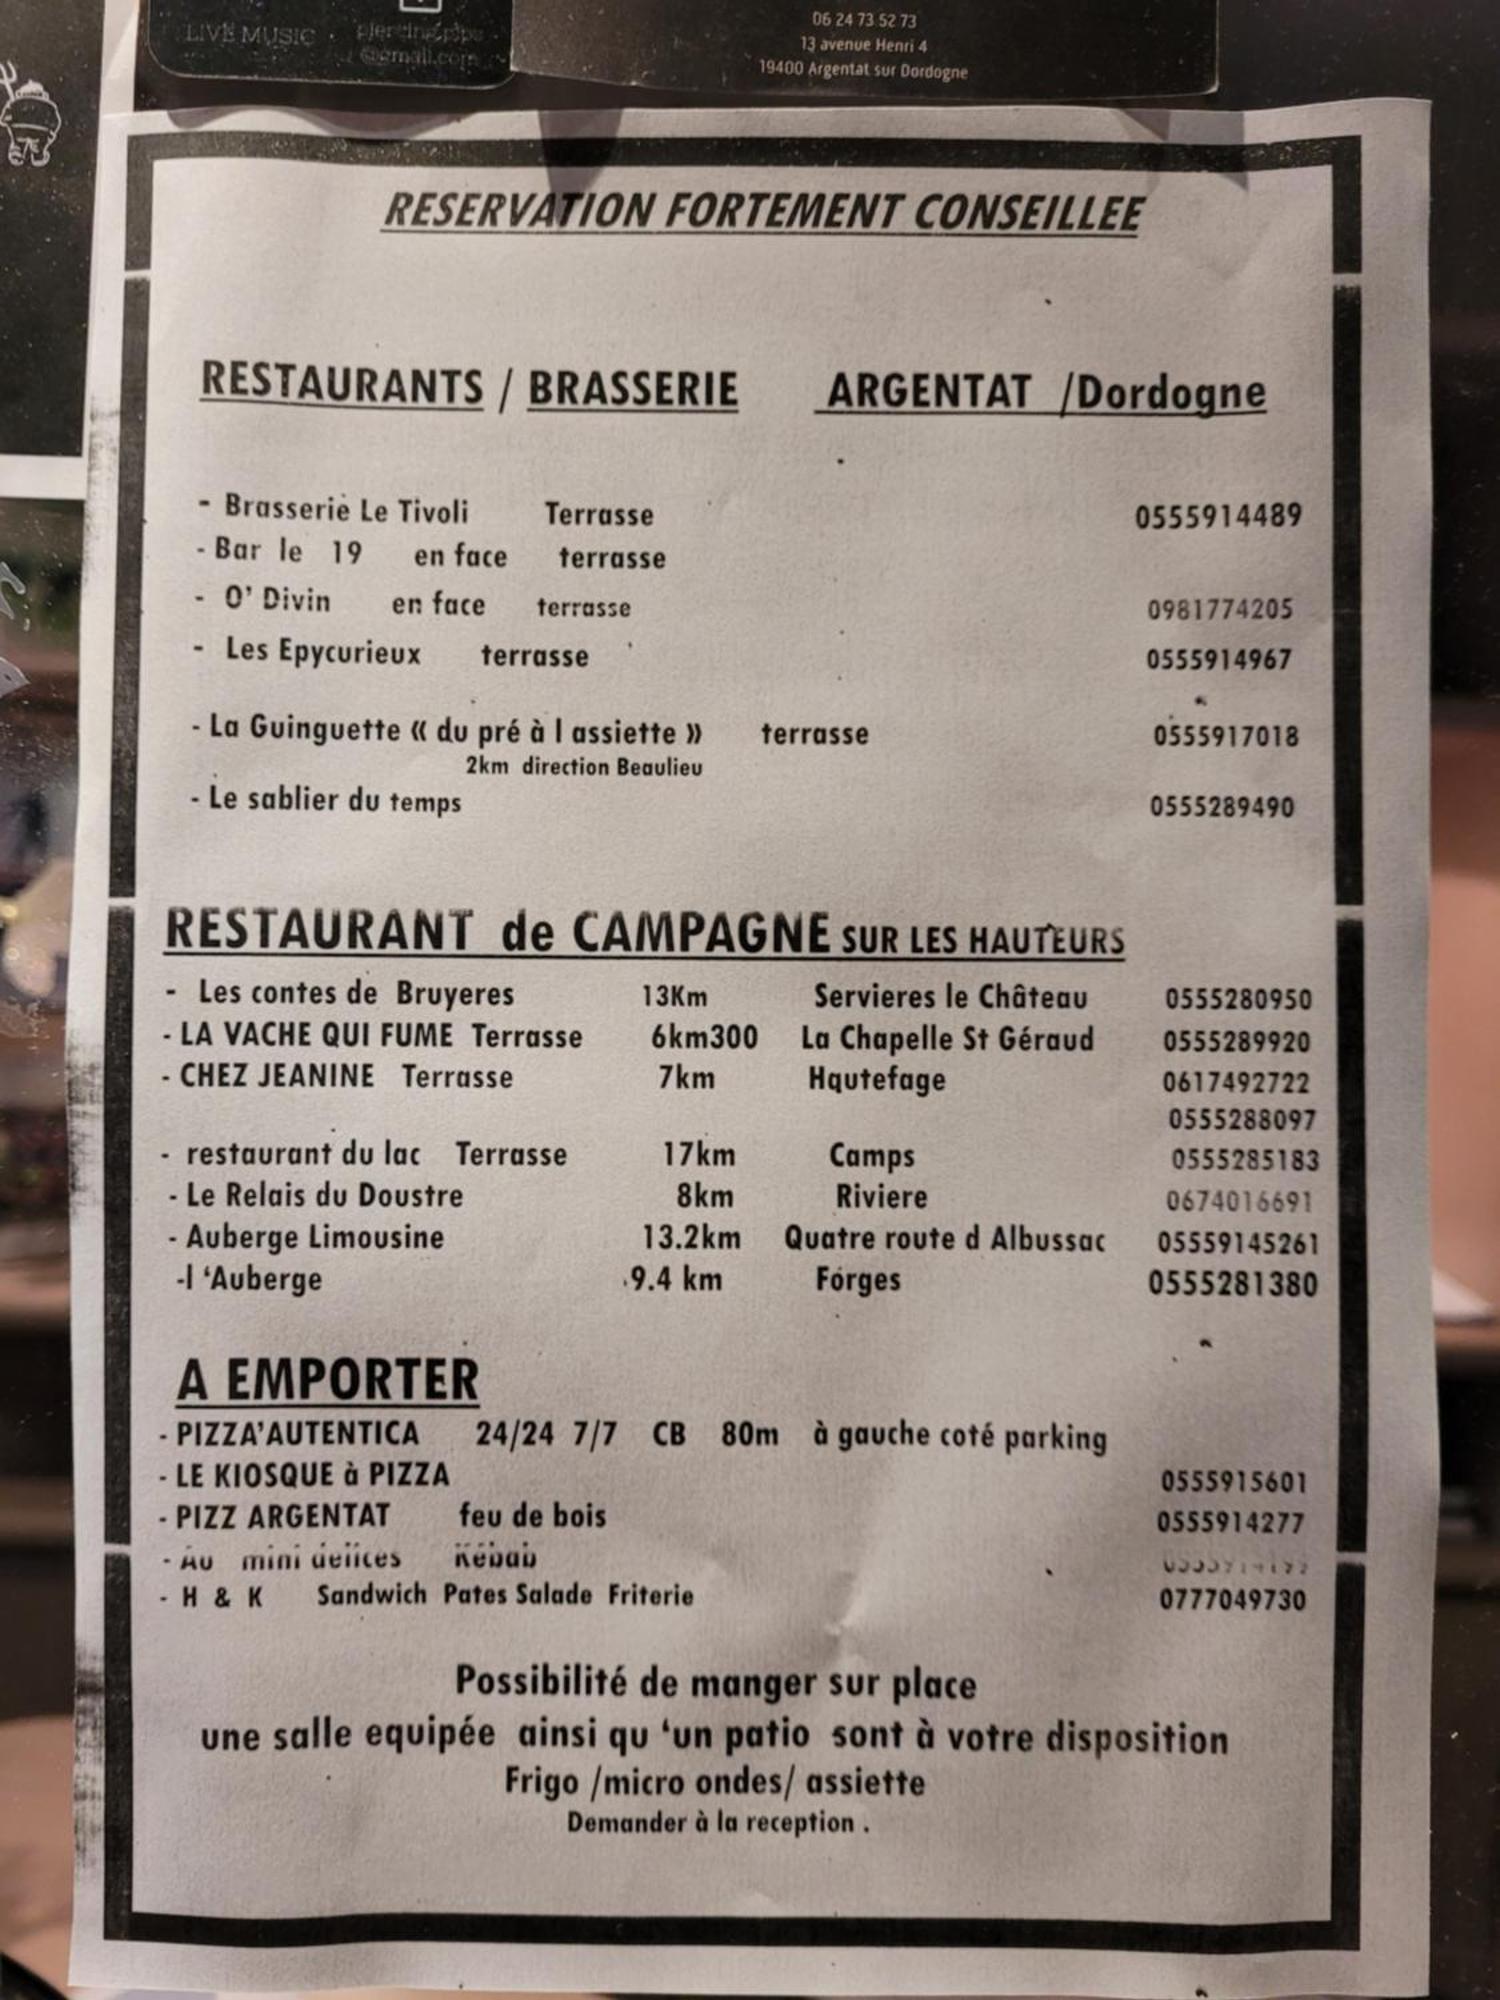 LIVE MUSIC
@gmail.com
06 24 73 52 73
13 avenue Henri 4
19400 Argentat sur Dordogne
RESERVATION FORTEMENT CONSEILLEE
RESTAURANTS / BRASSERIE ARGENTAT /Dordogne
- Brasserie Le Tivoli Terrasse 0555914489
- Bar le 19 en face terrasse
- O' Divin en face terrasse 0981774205
- Les Epycurieux terrasse 0555914967
- La Guinguette « du pré à l assiette » terrasse 0555917018
2km direction Beaulieu
- Le sablier du temps 0555289490
RESTAURANT de CAMPAGNE SUR LES HAUTEURS
- Les contes de Bruyeres 13Km Servieres le Château 0555280950
- LA VACHE QUI FUME Terrasse 6km300 La Chapelle St Géraud 0555289920
- CHEZ JEANINE Terrasse 7km Hqutefage 0617492722
0555288097
- restaurant du lac Terrasse 17km Camps 0555285183
- Le Relais du Doustre 8km Riviere 0674016691
- Auberge Limousine 13.2km Quatre route d Albussac 05559145261
-l ‘Auberge 9.4 km Forges 0555281380
A EMPORTER
- PIZZA’AUTENTICA 24/24 7/7 CB 80m à gauche coté parking
- LE KIOSQUE à PIZZA 0555915601
- PIZZ ARGENTAT feu de bois 0555914277
- Au mini delices Kebab
- H & K Sandwich Pates Salade Friterie 0777049730
Possibilité de manger sur place
une salle equipée ainsi qu ‘un patio sont à votre disposition
Frigo /micro ondes/ assiette
Demander à la reception .